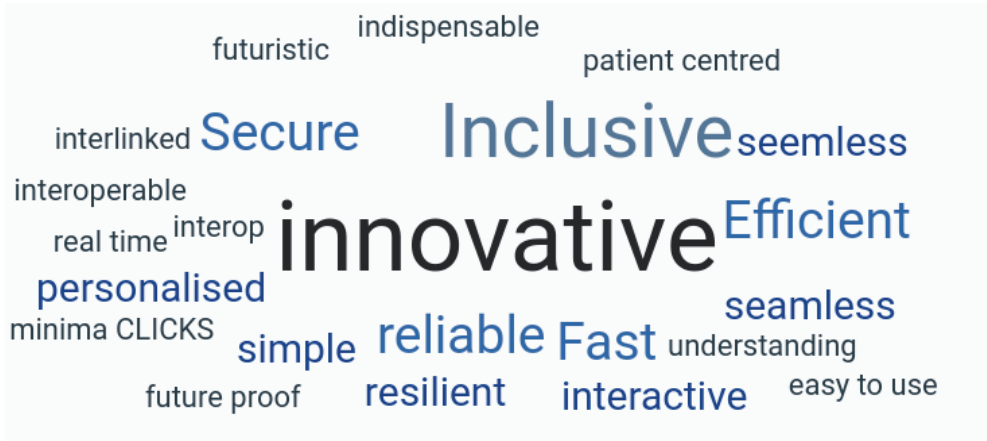 indispensable
futuristic
patient centred
interlinked Secure Inclusive seemless
interoperable
real time interop innovative Efficient
personalised
seamless
minima CLICKS simple reliable Fast understanding
future proof resilient interactive easy to use